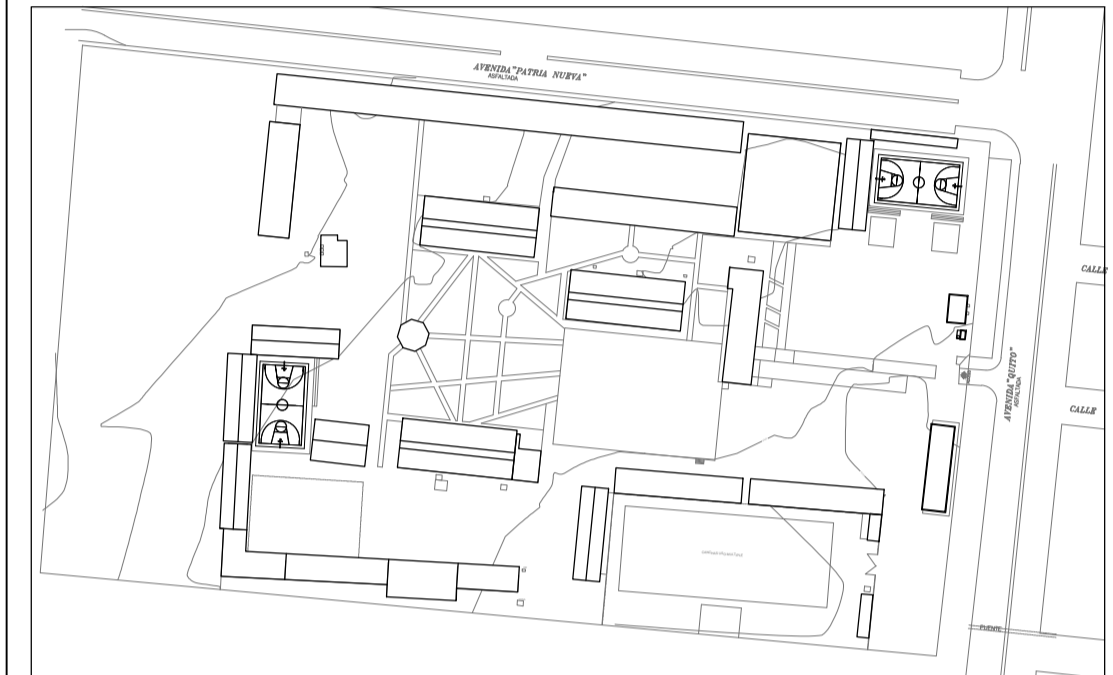 AVENIDA"PATRIA NUEVA"
ASFALTADA
CALLE
AVENIDA"QUITO"
ASFALTADA
CALLE
PUENTE